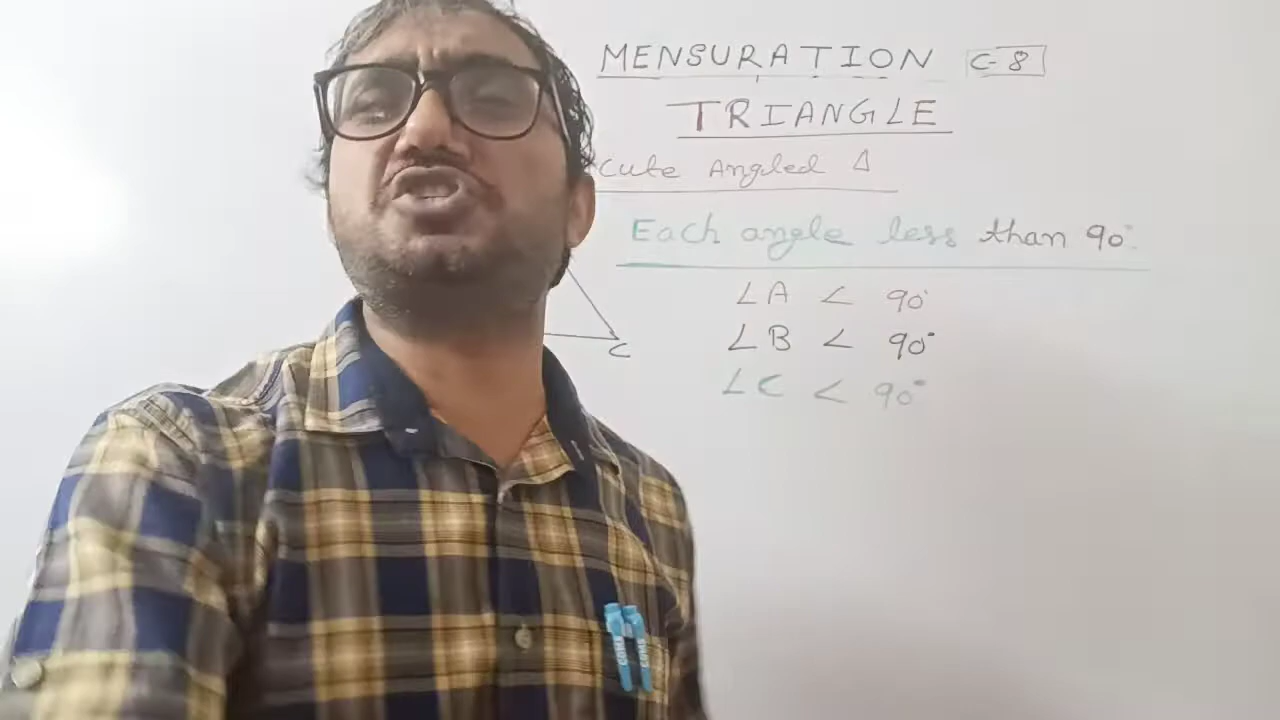 MENSURATION C-8
TRIANGLE
cute Angled Δ
Each angle less than 90°
∠A < 90°
∠B < 90°
∠C < 90°
C